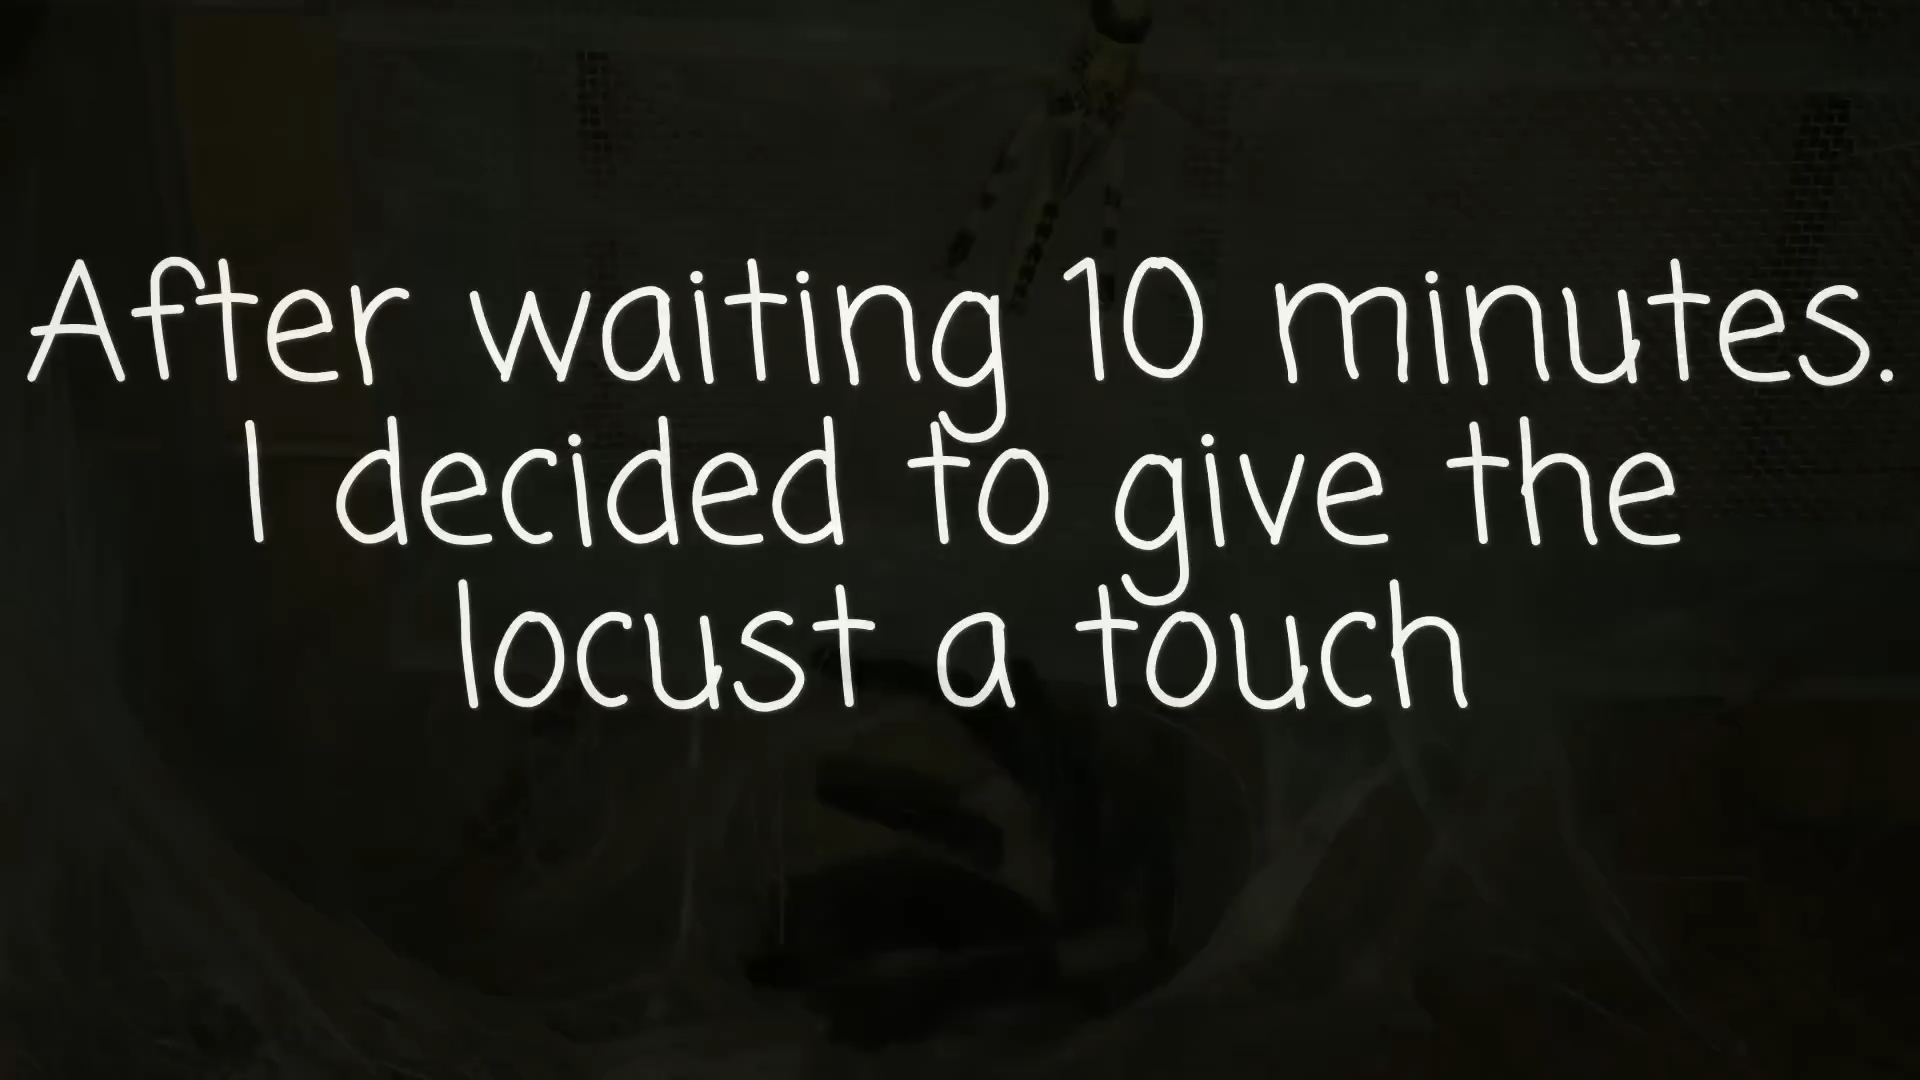 After waiting 10 minutes.
I decided to give the
locust a touch